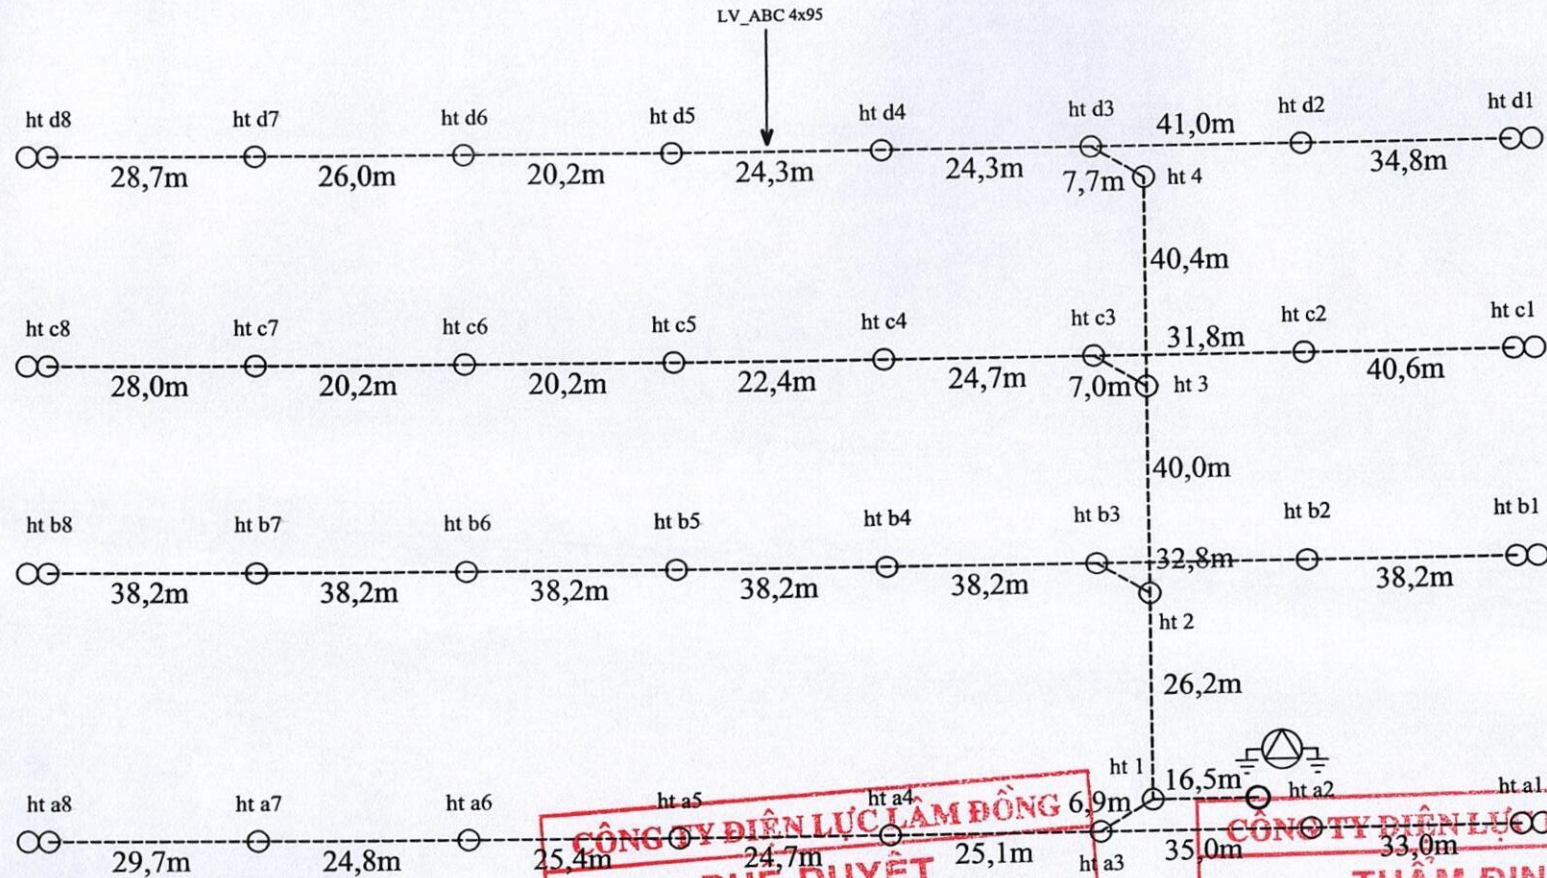 LV_ABC 4x95
ht d8 ht d7 ht d6 ht d5 ht d4 ht d3 41,0m ht d2 ht d1
28,7m 26,0m 20,2m 24,3m 24,3m 7,7m ht 4 34,8m
40,4m
ht c8 ht c7 ht c6 ht c5 ht c4 ht c3 31,8m ht c2 ht c1
28,0m 20,2m 20,2m 22,4m 24,7m 7,0m ht 3 40,6m
40,0m
ht b8 ht b7 ht b6 ht b5 ht b4 ht b3 32,8m ht b2 ht b1
38,2m 38,2m 38,2m 38,2m 38,2m 38,2m
ht 2
26,2m
ht 1 16,5m
ht a8 ht a7 ht a6 ht a5 ht a4 6,9m ht a2 ht a1
CÔNG TY ĐIỆN LỰC LÂM ĐỒNG
CÔNG TY ĐIỆN LỰC
29,7m 24,8m 25,4m 24,7m 25,1m ht a3 35,0m 33,0m
PHÊ DUYỆT
THẨM ĐỊN